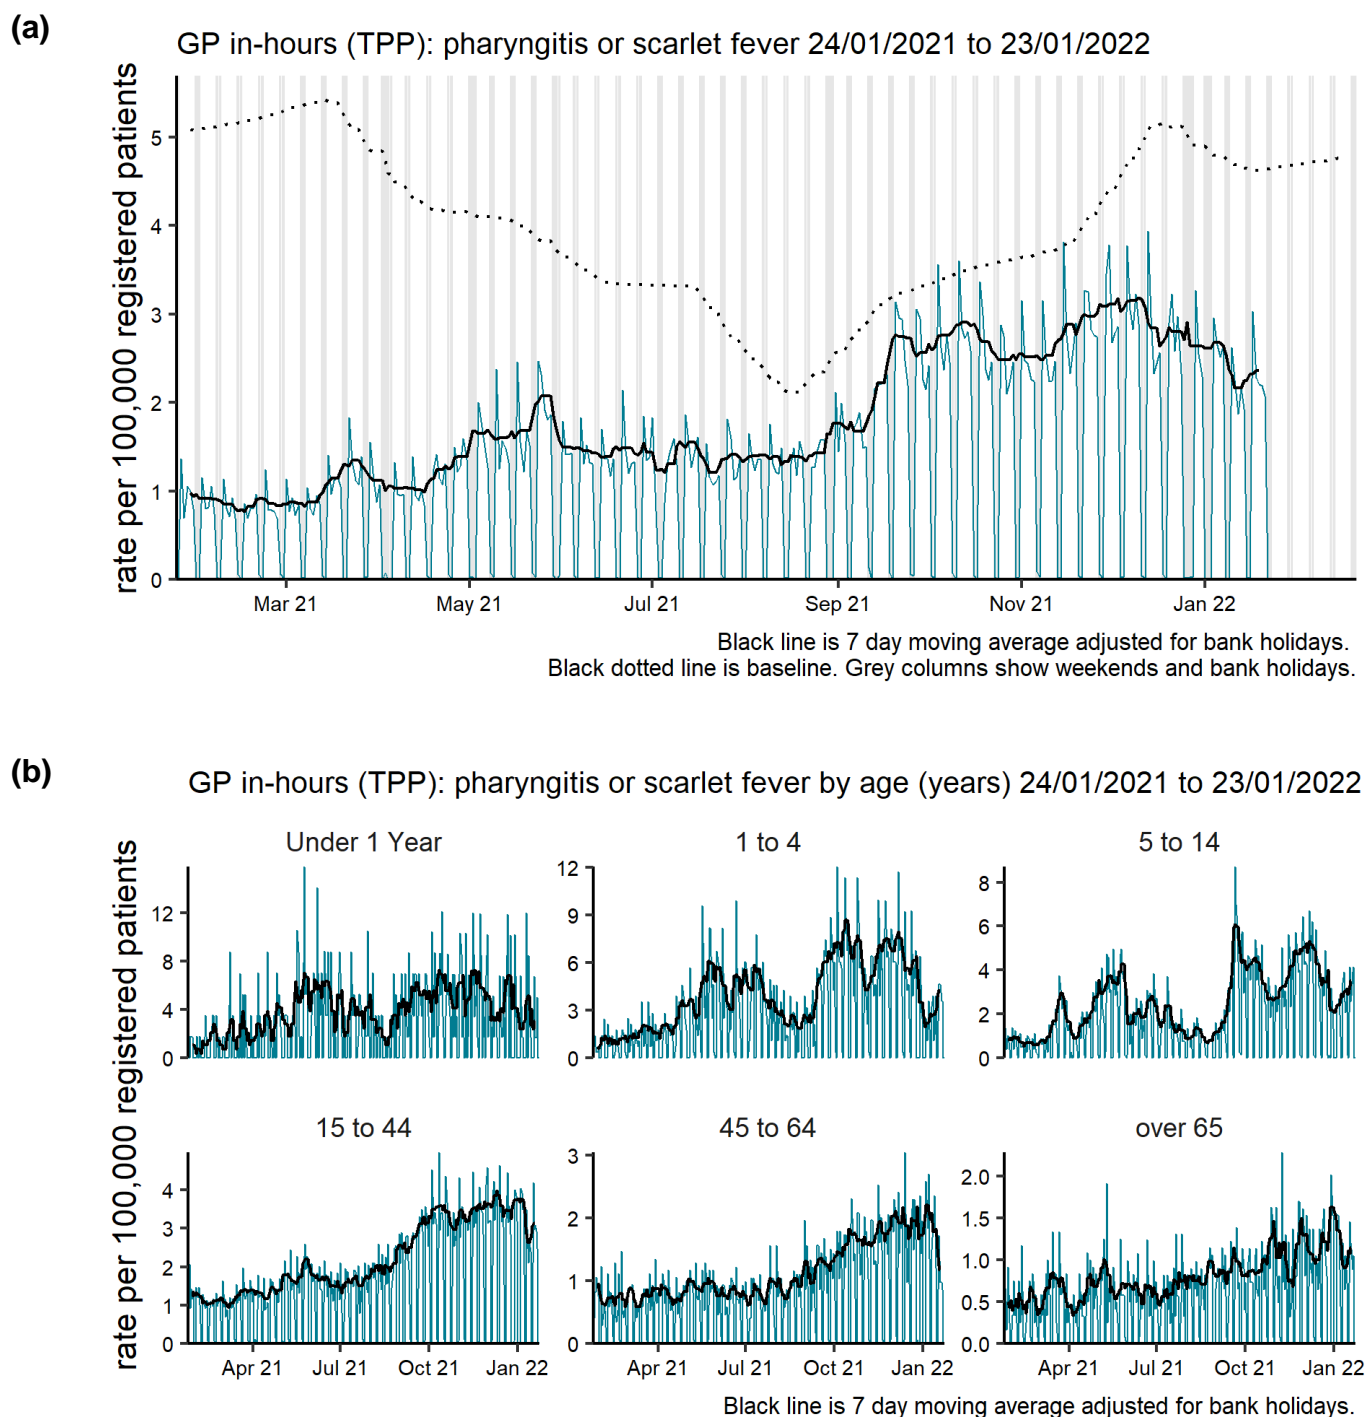 (a)
GP in-hours (TPP): pharyngitis or scarlet fever 24/01/2021 to 23/01/2022
rate per 100,000 registered patients
5
4
3
2
1
0
Mar 21 May 21 Jul 21 Sep 21 Nov 21 Jan 22
Black line is 7 day moving average adjusted for bank holidays.
Black dotted line is baseline. Grey columns show weekends and bank holidays.
(b)
GP in-hours (TPP): pharyngitis or scarlet fever by age (years) 24/01/2021 to 23/01/2022
rate per 100,000 registered patients
Under 1 Year
12
8
4
0
1 to 4
12
9
6
3
0
5 to 14
8
6
4
2
0
15 to 44
4
3
2
1
0
Apr 21 Jul 21 Oct 21 Jan 22
45 to 64
3
2
1
0
Apr 21 Jul 21 Oct 21 Jan 22
over 65
2.0
1.5
1.0
0.5
0.0
Apr 21 Jul 21 Oct 21 Jan 22
Black line is 7 day moving average adjusted for bank holidays.